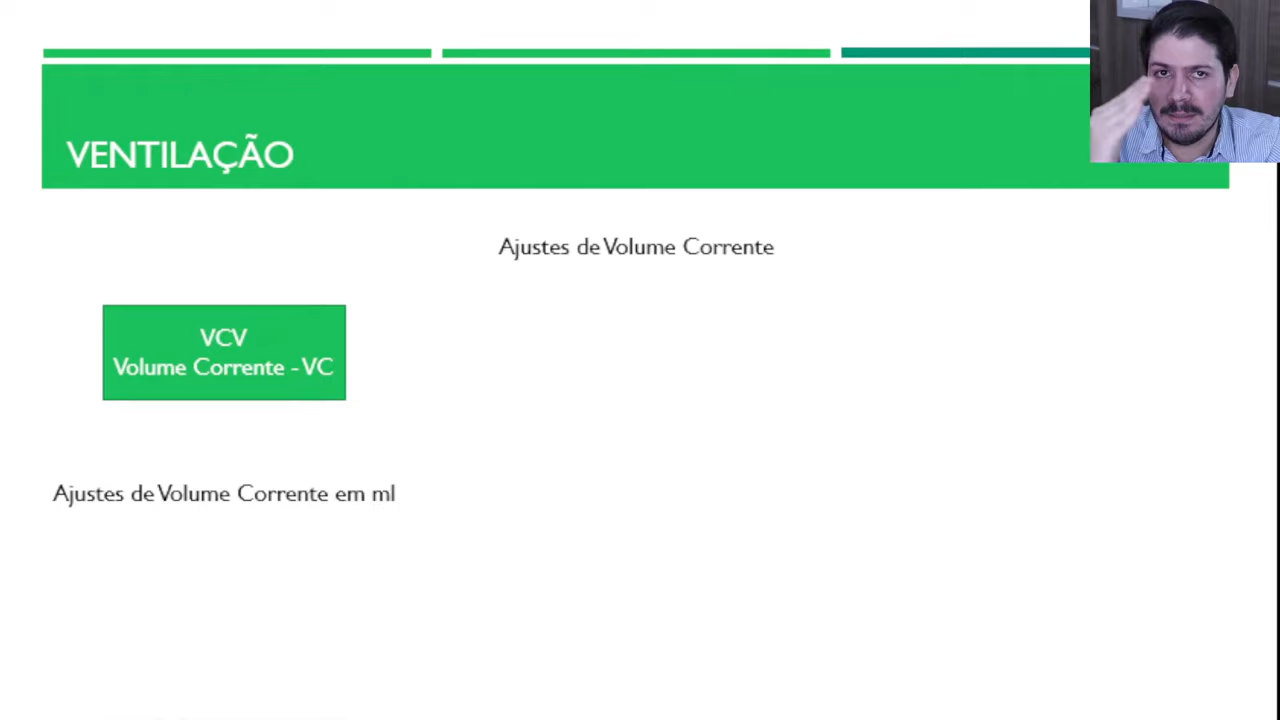 VENTILAÇÃO
Ajustes de Volume Corrente
VCV
Volume Corrente - VC
Ajustes de Volume Corrente em ml